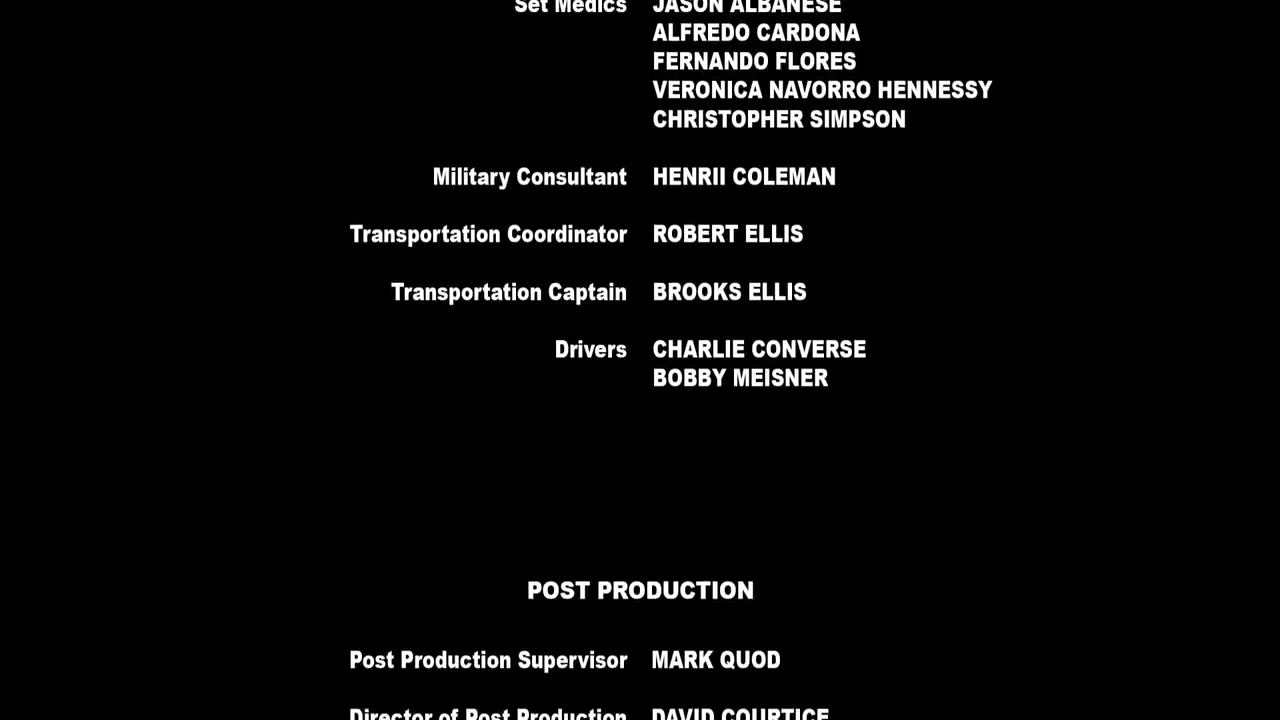 Set Medics JASON ALBANESE
ALFREDO CARDONA
FERNANDO FLORES
VERONICA NAVORRO HENNESSY
CHRISTOPHER SIMPSON
Military Consultant HENRII COLEMAN
Transportation Coordinator ROBERT ELLIS
Transportation Captain BROOKS ELLIS
Drivers CHARLIE CONVERSE
BOBBY MEISNER
POST PRODUCTION
Post Production Supervisor MARK QUOD
Director of Post Production DAVID COURTICE